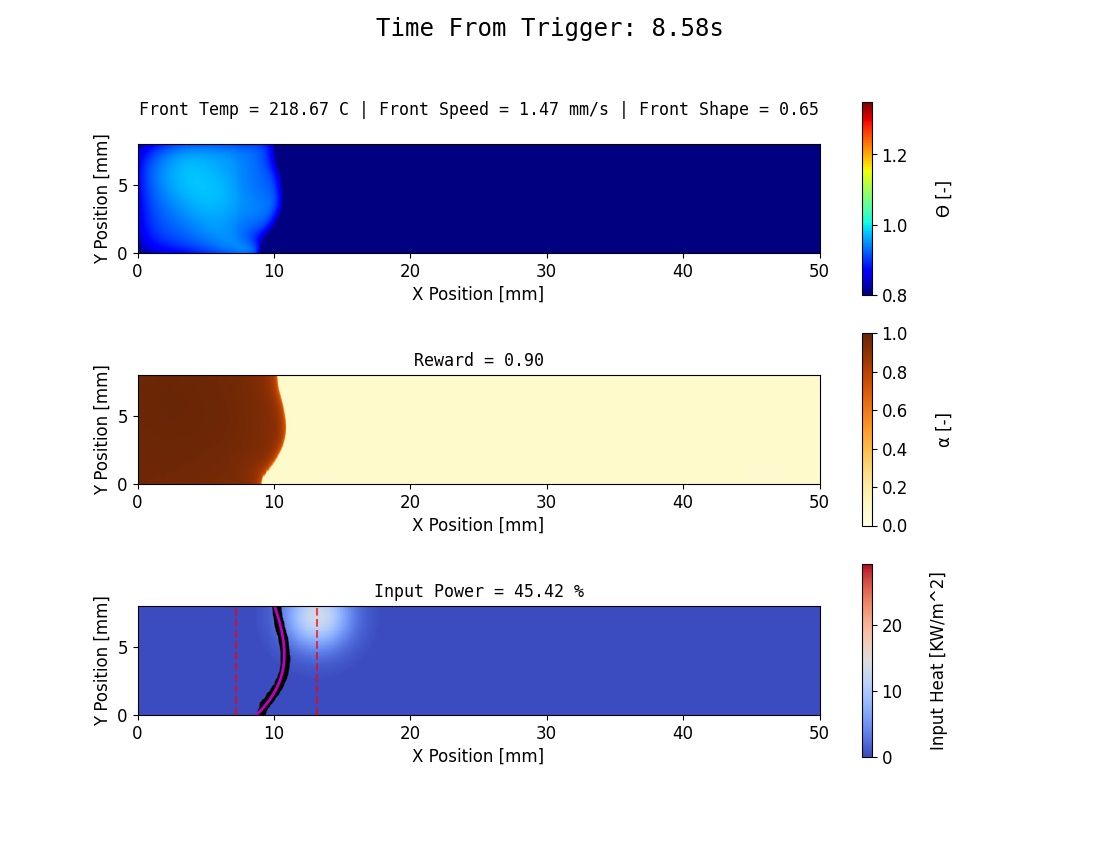 Time From Trigger: 8.58s
Front Temp = 218.67 C | Front Speed = 1.47 mm/s | Front Shape = 0.65
Y Position [mm]
5
0
0 10 20 30 40 50
X Position [mm]
1.2
1.0
0.8
Θ [-]
Reward = 0.90
Y Position [mm]
5
0
0 10 20 30 40 50
X Position [mm]
1.0
0.8
0.6
0.4
0.2
0.0
α [-]
Input Power = 45.42 %
Y Position [mm]
5
0
0 10 20 30 40 50
X Position [mm]
20
10
0
Input Heat [KW/m^2]